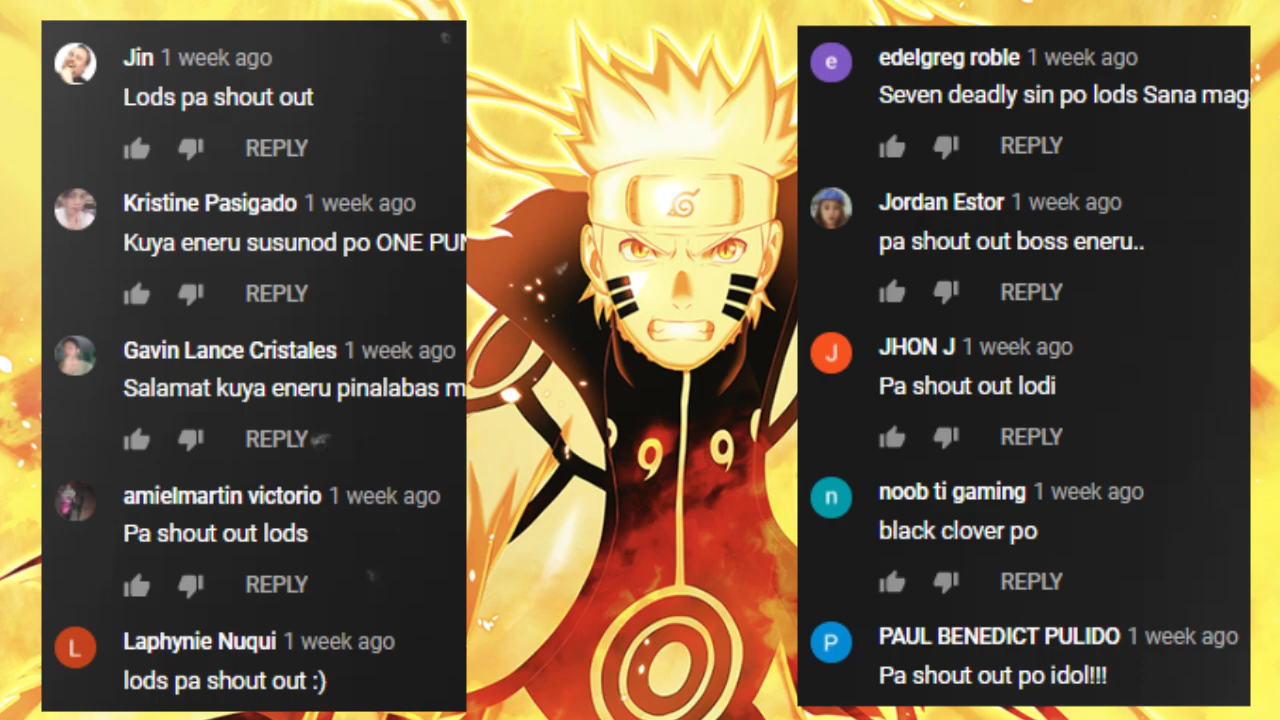 Jin 1 week ago
Lods pa shout out
REPLY
Kristine Pasigado 1 week ago
Kuya eneru susunod po ONE PUN
REPLY
Gavin Lance Cristales 1 week ago
Salamat kuya eneru pinalabas m
REPLY
amielmartin victorio 1 week ago
Pa shout out lods
REPLY
L
Laphynie Nuqui 1 week ago
lods pa shout out :)
e
edelgreg roble 1 week ago
Seven deadly sin po lods Sana mag
REPLY
Jordan Estor 1 week ago
pa shout out boss eneru..
REPLY
J
JHON J 1 week ago
Pa shout out lodi
REPLY
n
noob ti gaming 1 week ago
black clover po
REPLY
P
PAUL BENEDICT PULIDO 1 week ago
Pa shout out po idol!!!